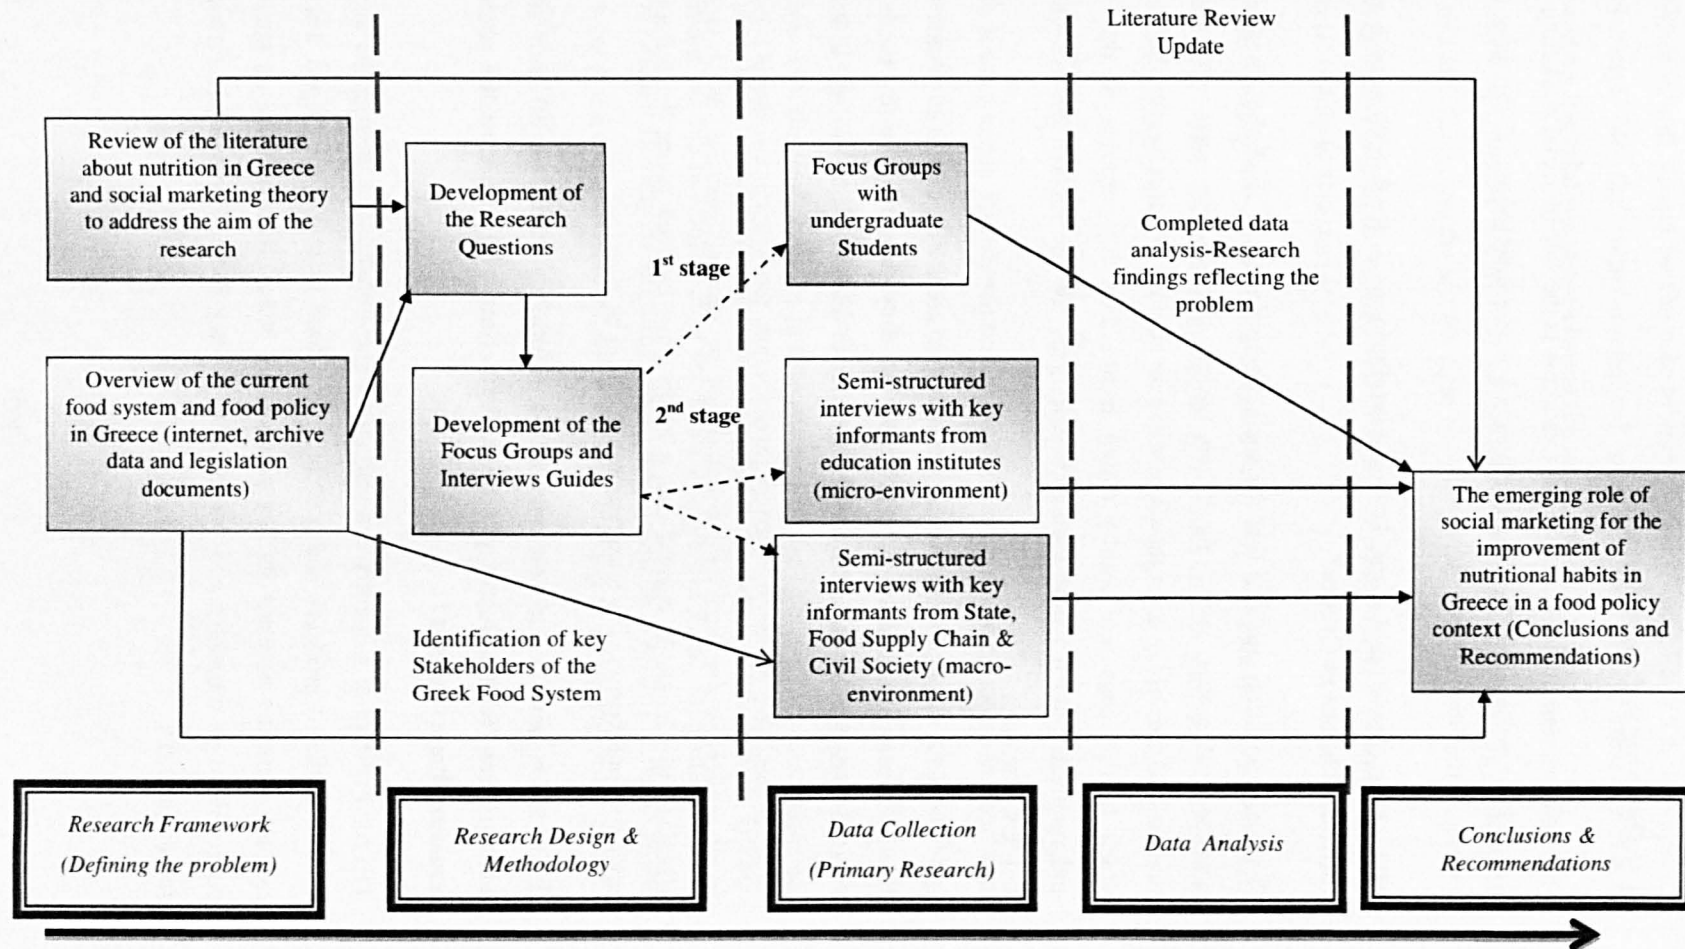 Literature Review
Update
Review of the literature
about nutrition in Greece
and social marketing theory
to address the aim of the
research
Development of
the Research
Questions
Focus Groups
with
undergraduate
Students
Completed data
analysis-Research
findings reflecting the
problem
1st stage
2nd stage
Overview of the current
food system and food policy
in Greece (internet, archive
data and legislation
documents)
Development of the
Focus Groups and
Interviews Guides
Semi-structured
interviews with key
informants from
education institutes
(micro-environment)
Semi-structured
interviews with key
informants from State,
Food Supply Chain &
Civil Society (macro-
environment)
The emerging role of
social marketing for the
improvement of
nutritional habits in
Greece in a food policy
context (Conclusions and
Recommendations)
Identification of key
Stakeholders of the
Greek Food System
Research Framework
(Defining the problem)
Research Design &
Methodology
Data Collection
(Primary Research)
Data Analysis
Conclusions &
Recommendations